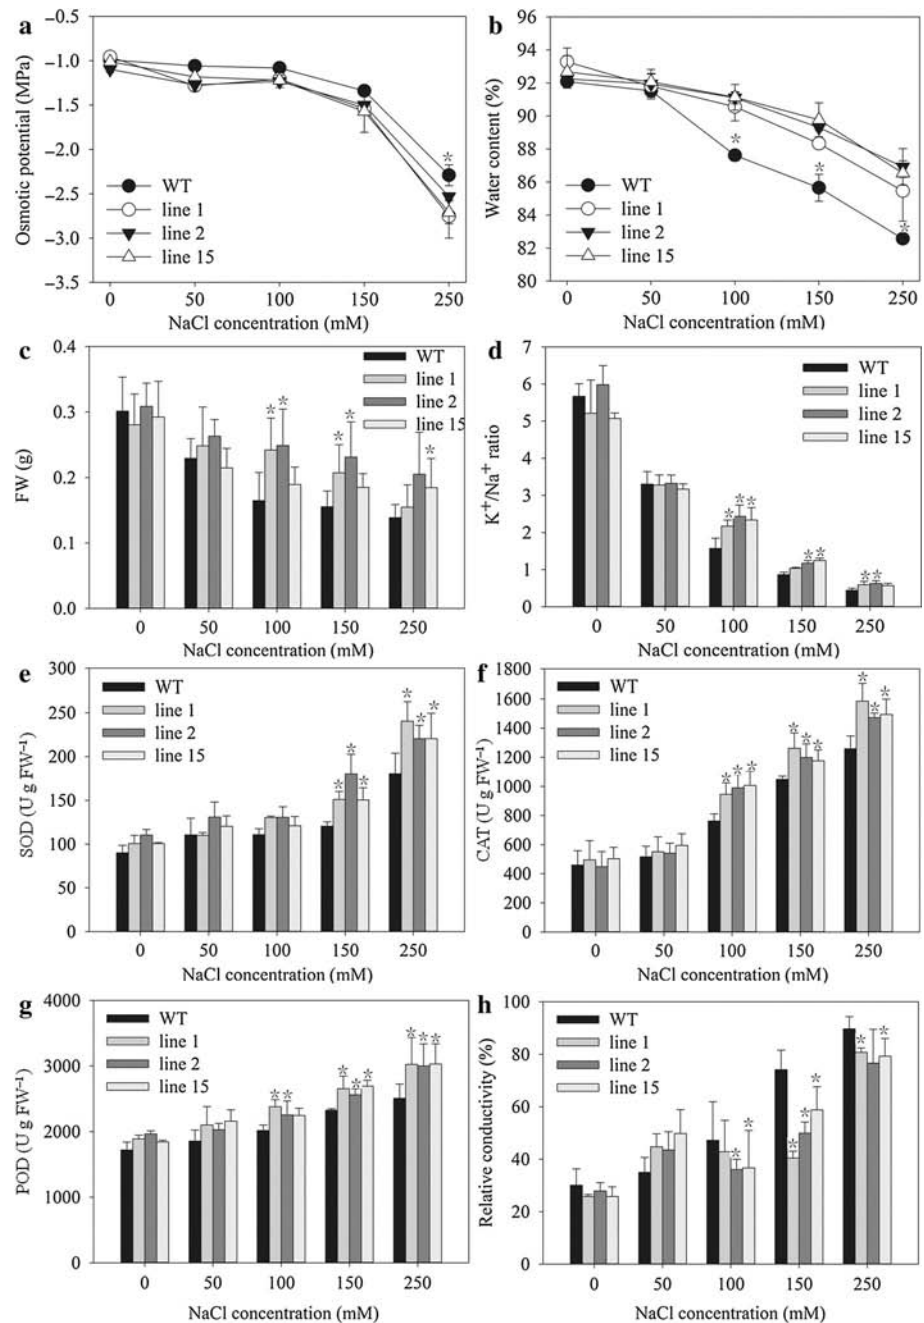 a
−0.5
−1.0
−1.5
−2.0
−2.5
−3.0
−3.5
Osmotic potential (MPa)
WT
line 1
line 2
line 15
*
0 50 100 150 250
NaCl concentration (mM)
b
96
94
92
90
88
86
84
82
80
Water content (%)
WT
line 1
line 2
line 15
* * *
0 50 100 150 250
NaCl concentration (mM)
c
0.4
0.3
0.2
0.1
0.0
FW (g)
WT
line 1
line 2
line 15
* * * * *
0 50 100 150 250
NaCl concentration (mM)
d
7
6
5
4
3
2
1
0
K⁺/Na⁺ ratio
WT
line 1
line 2
line 15
* * * * * * *
0 50 100 150 250
NaCl concentration (mM)
e
300
250
200
150
100
50
0
SOD (U g FW⁻¹)
WT
line 1
line 2
line 15
* * * * * *
0 50 100 150 250
NaCl concentration (mM)
f
1800
1600
1400
1200
1000
800
600
400
200
0
CAT (U g FW⁻¹)
WT
line 1
line 2
line 15
* * * * * * * * *
0 50 100 150 250
NaCl concentration (mM)
g
4000
3000
2000
1000
0
POD (U g FW⁻¹)
WT
line 1
line 2
line 15
* * * * * * * *
0 50 100 150 250
NaCl concentration (mM)
h
100
80
60
40
20
0
Relative conductivity (%)
WT
line 1
line 2
line 15
* * * * * * *
0 50 100 150 250
NaCl concentration (mM)